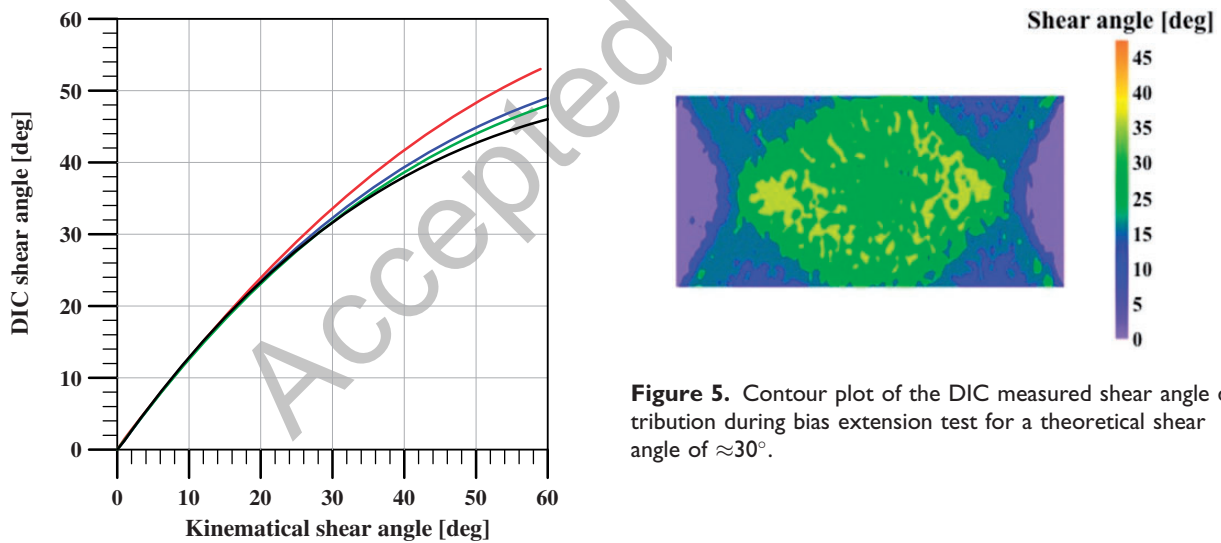 60
50
40
30
20
10
0
DIC shear angle [deg]
0 10 20 30 40 50 60
Kinematical shear angle [deg]
Accepted
Shear angle [deg]
45
40
35
30
25
20
15
10
5
0
Figure 5. Contour plot of the DIC measured shear angle
tribution during bias extension test for a theoretical shear
angle of ≈30°.